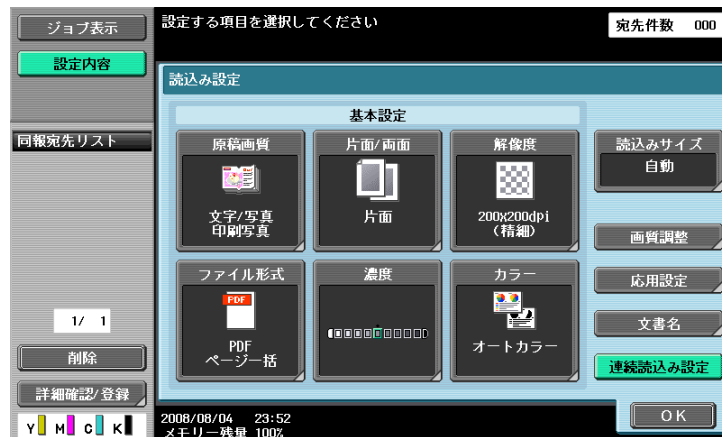 ジョブ表示
設定内容
同報宛先リスト
1/ 1
削除
詳細確認/登録
Y M C K
設定する項目を選択してください
宛先件数 000
読込み設定
基本設定
原稿画質
文字/写真
印刷写真
片面/両面
片面
解像度
200x200dpi
(精細)
読込みサイズ
自動
画質調整
ファイル形式
PDF
PDF
ページ一括
濃度
カラー
オートカラー
応用設定
文書名
連続読込み設定
OK
2008/08/04 23:52
メモリー残量 100%